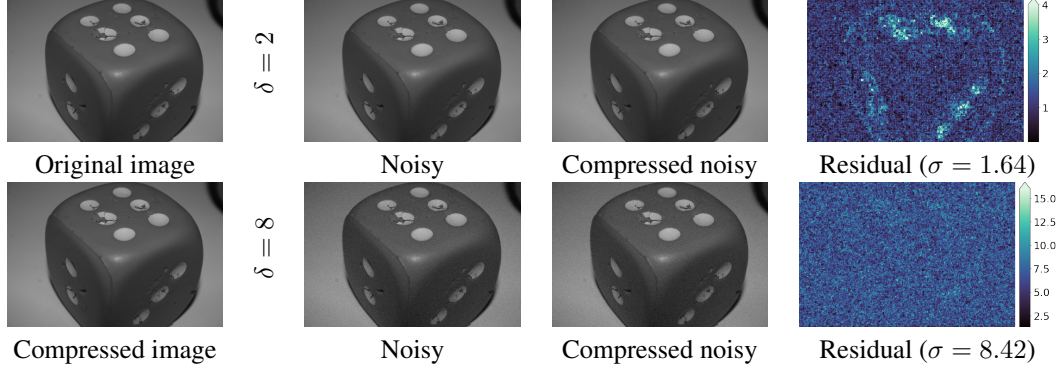 δ = 2
4
3
2
1
Original image
Noisy
Compressed noisy
Residual (σ = 1.64)
δ = 8
15.0
12.5
10.0
7.5
5.0
2.5
Compressed image
Noisy
Compressed noisy
Residual (σ = 8.42)